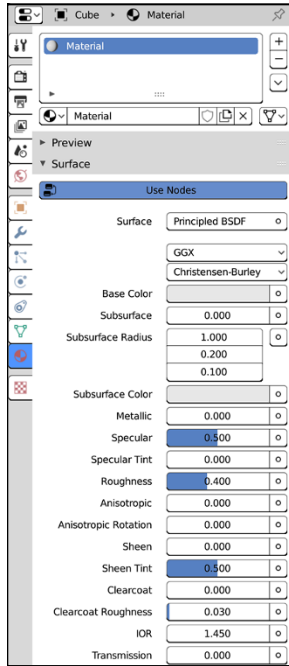 Cube Material
Material
Material
Preview
Surface
Use Nodes
Surface Principled BSDF
GGX
Christensen-Burley
Base Color
Subsurface 0.000
Subsurface Radius 1.000
0.200
0.100
Subsurface Color
Metallic 0.000
Specular 0.500
Specular Tint 0.000
Roughness 0.400
Anisotropic 0.000
Anisotropic Rotation 0.000
Sheen 0.000
Sheen Tint 0.500
Clearcoat 0.000
Clearcoat Roughness 0.030
IOR 1.450
Transmission 0.000